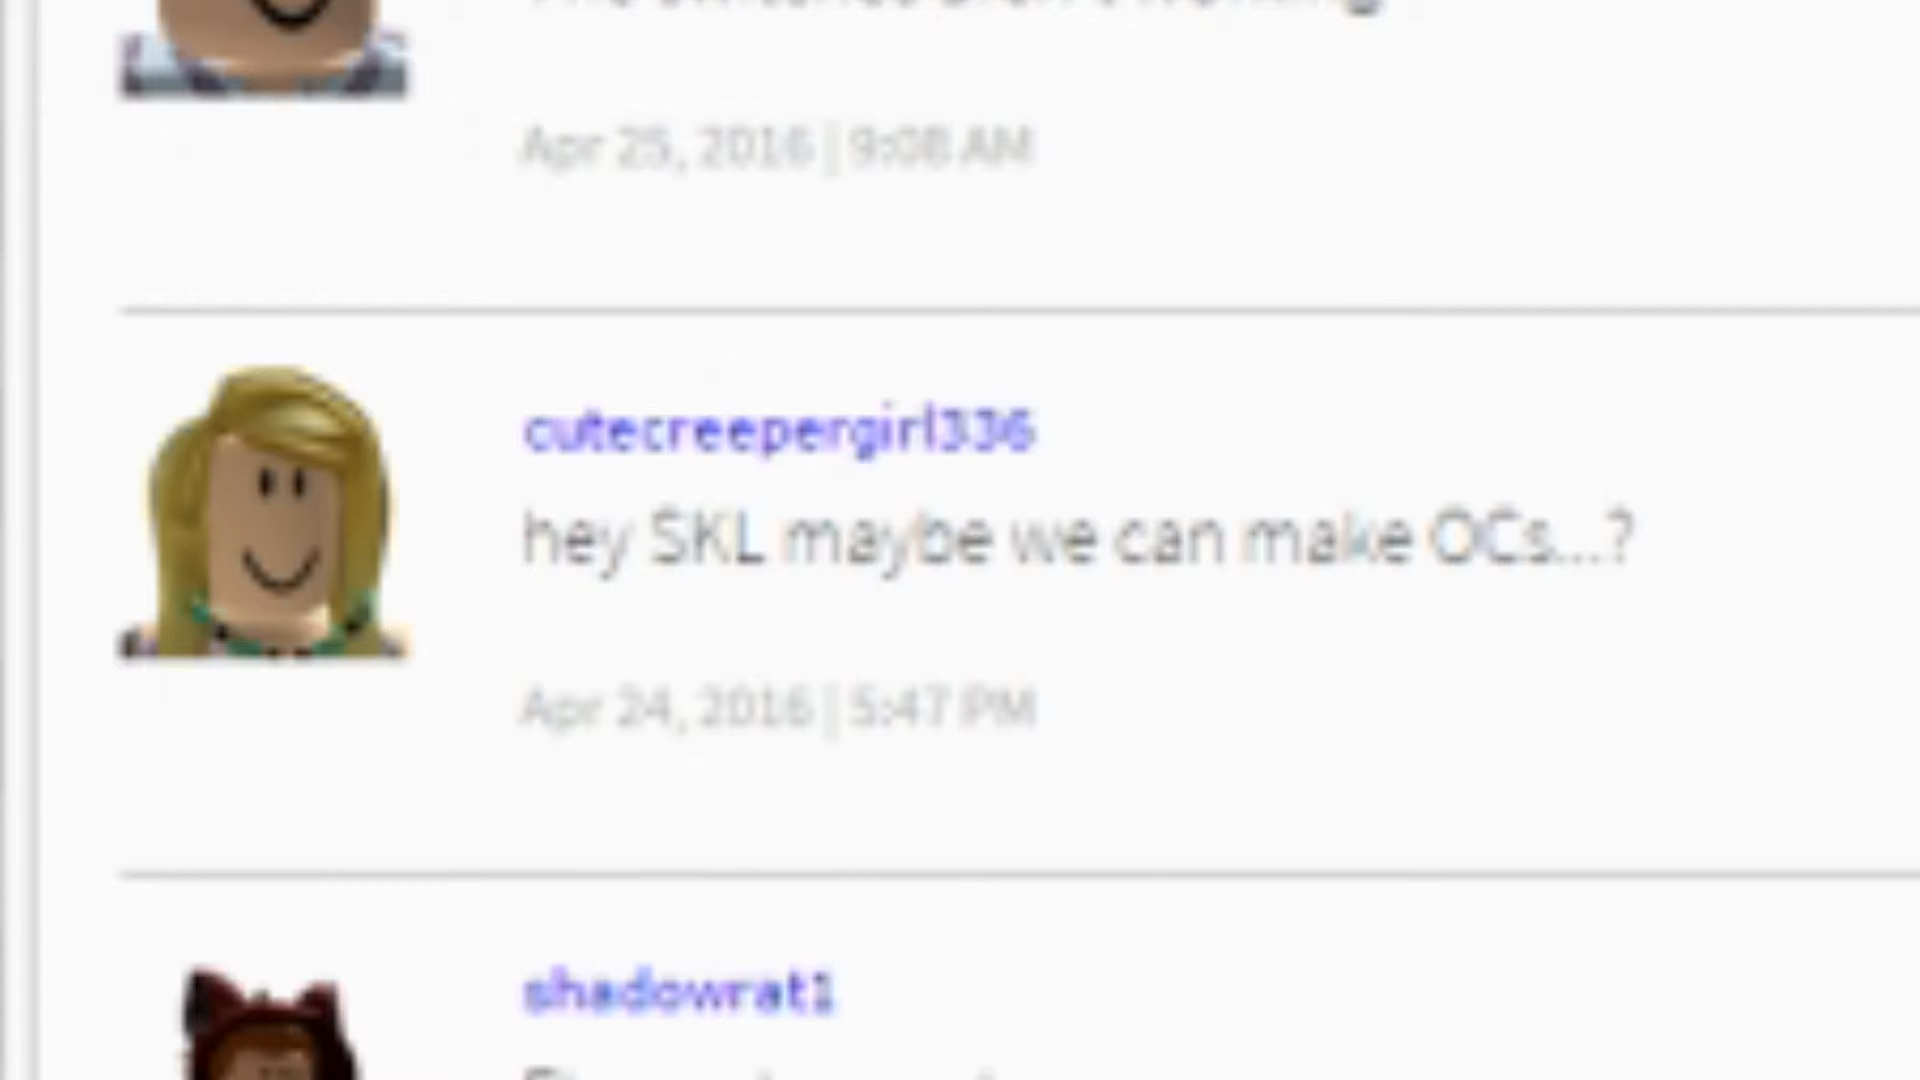 Apr 25, 2016 | 9:08 AM
cutecreepergirl336
hey SKL maybe we can make OCs...?
Apr 24, 2016 | 5:47 PM
shadowrat1